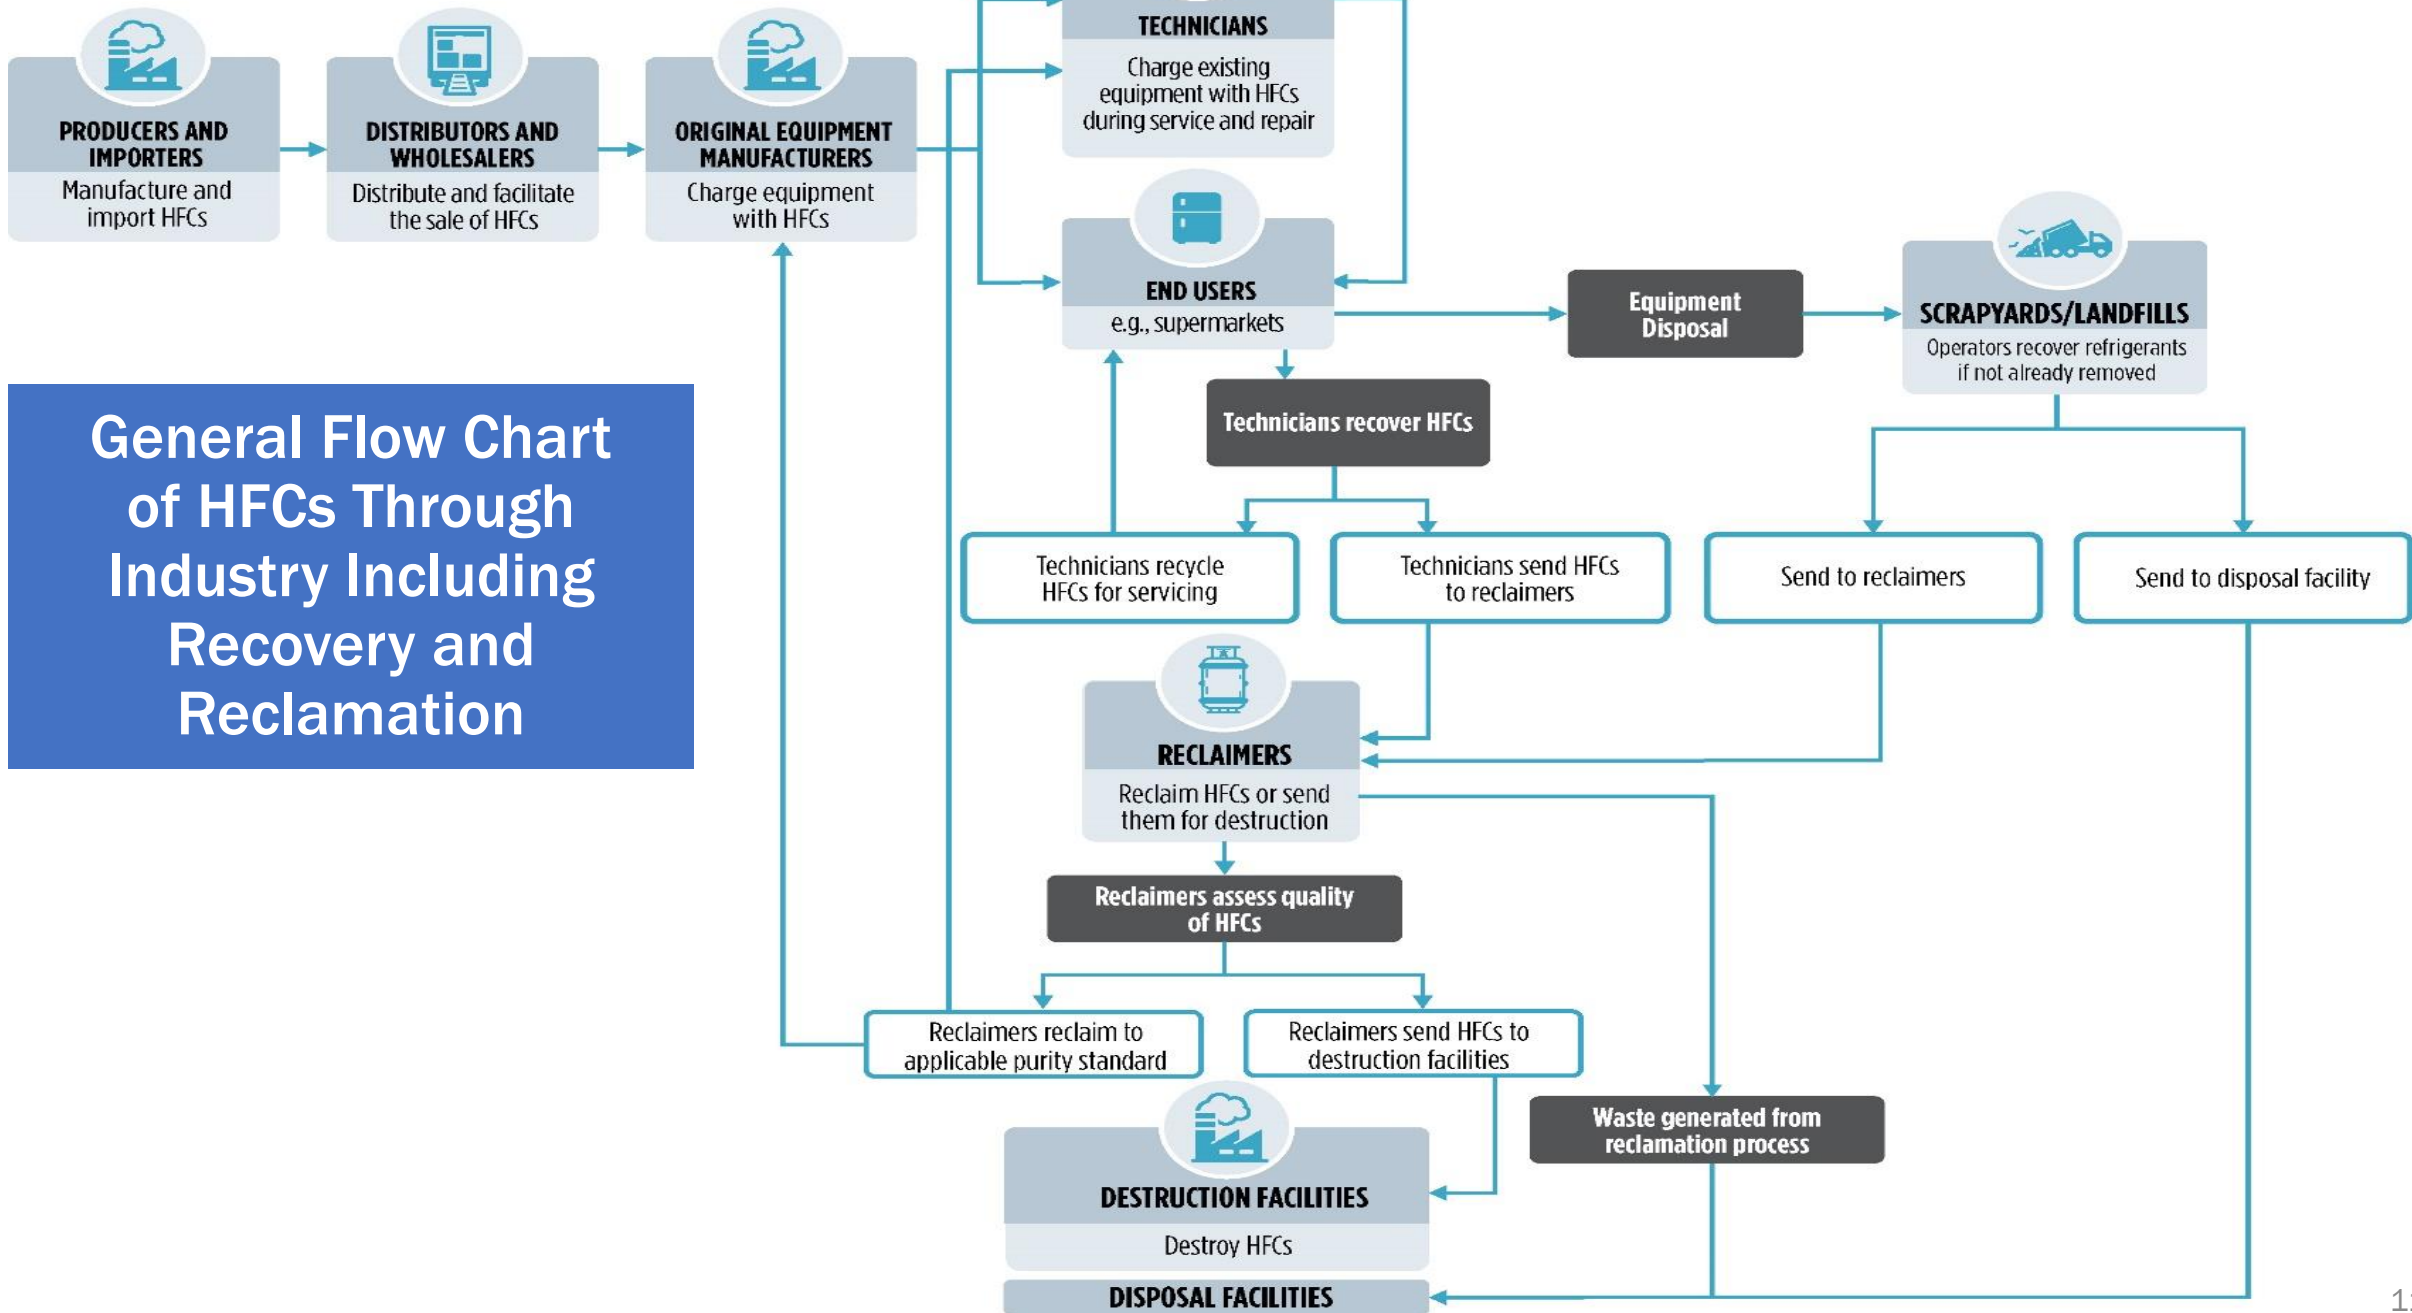 TECHNICIANS
Charge existing
equipment with HFCs
during service and repair
PRODUCERS AND
IMPORTERS
Manufacture and
import HFCs
DISTRIBUTORS AND
WHOLESALERS
Distribute and facilitate
the sale of HFCs
ORIGINAL EQUIPMENT
MANUFACTURERS
Charge equipment
with HFCs
END USERS
e.g., supermarkets
Equipment
Disposal
SCRAPYARDS/LANDFILLS
Operators recover refrigerants
if not already removed
General Flow Chart
of HFCs Through
Industry Including
Recovery and
Reclamation
Technicians recover HFCs
Technicians recycle
HFCs for servicing
Technicians send HFCs
to reclaimers
Send to reclaimers
Send to disposal facility
RECLAIMERS
Reclaim HFCs or send
them for destruction
Reclaimers assess quality
of HFCs
Reclaimers reclaim to
applicable purity standard
Reclaimers send HFCs to
destruction facilities
Waste generated from
reclamation process
DESTRUCTION FACILITIES
Destroy HFCs
DISPOSAL FACILITIES